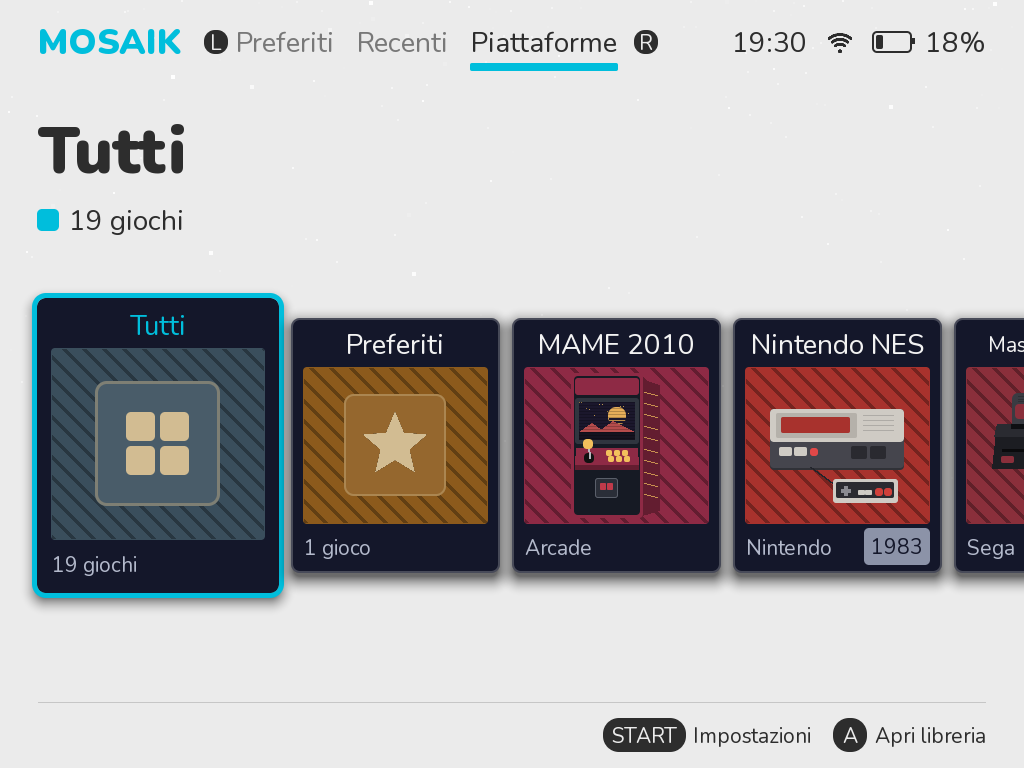 MOSAIK L Preferiti Recenti Piattaforme R 19:30 18%
Tutti
19 giochi
Tutti
19 giochi
Preferiti
1 gioco
MAME 2010
Arcade
Nintendo NES
Nintendo 1983
Mas
Sega
START Impostazioni A Apri libreria